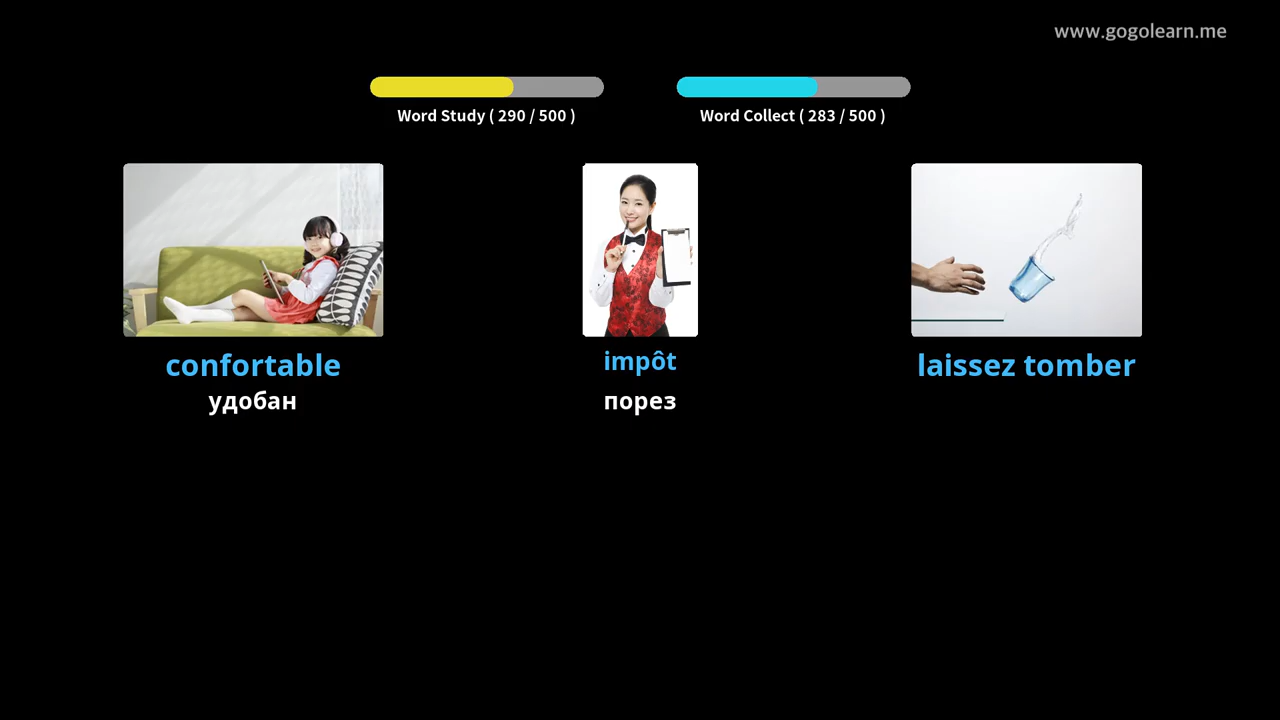 www.gogolearn.me
Word Study ( 290 / 500 )
Word Collect ( 283 / 500 )
confortable
удобан
impôt
порез
laissez tomber